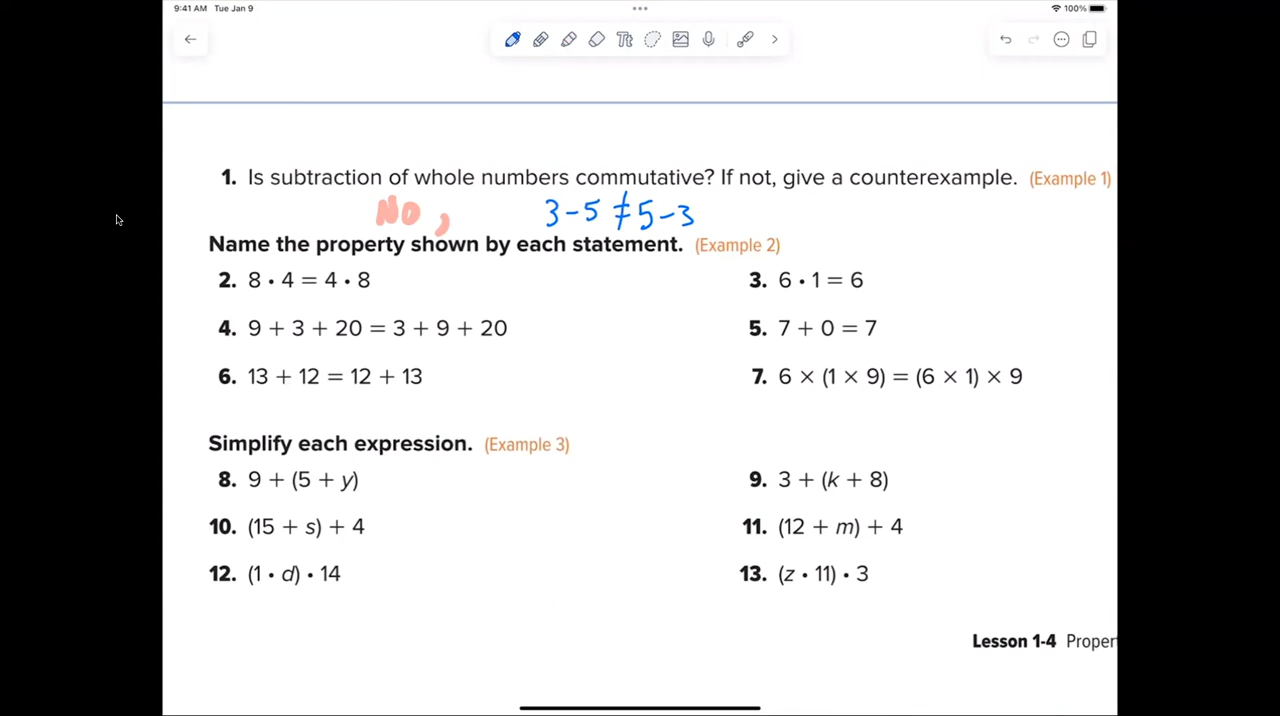 9:41 AM Tue Jan 9
100%
1. Is subtraction of whole numbers commutative? If not, give a counterexample. (Example 1)
No, 3-5 ≠ 5-3
Name the property shown by each statement. (Example 2)
2. 8 • 4 = 4 • 8
3. 6 • 1 = 6
4. 9 + 3 + 20 = 3 + 9 + 20
5. 7 + 0 = 7
6. 13 + 12 = 12 + 13
7. 6 × (1 × 9) = (6 × 1) × 9
Simplify each expression. (Example 3)
8. 9 + (5 + y)
9. 3 + (k + 8)
10. (15 + s) + 4
11. (12 + m) + 4
12. (1 • d) • 14
13. (z • 11) • 3
Lesson 1-4 Proper